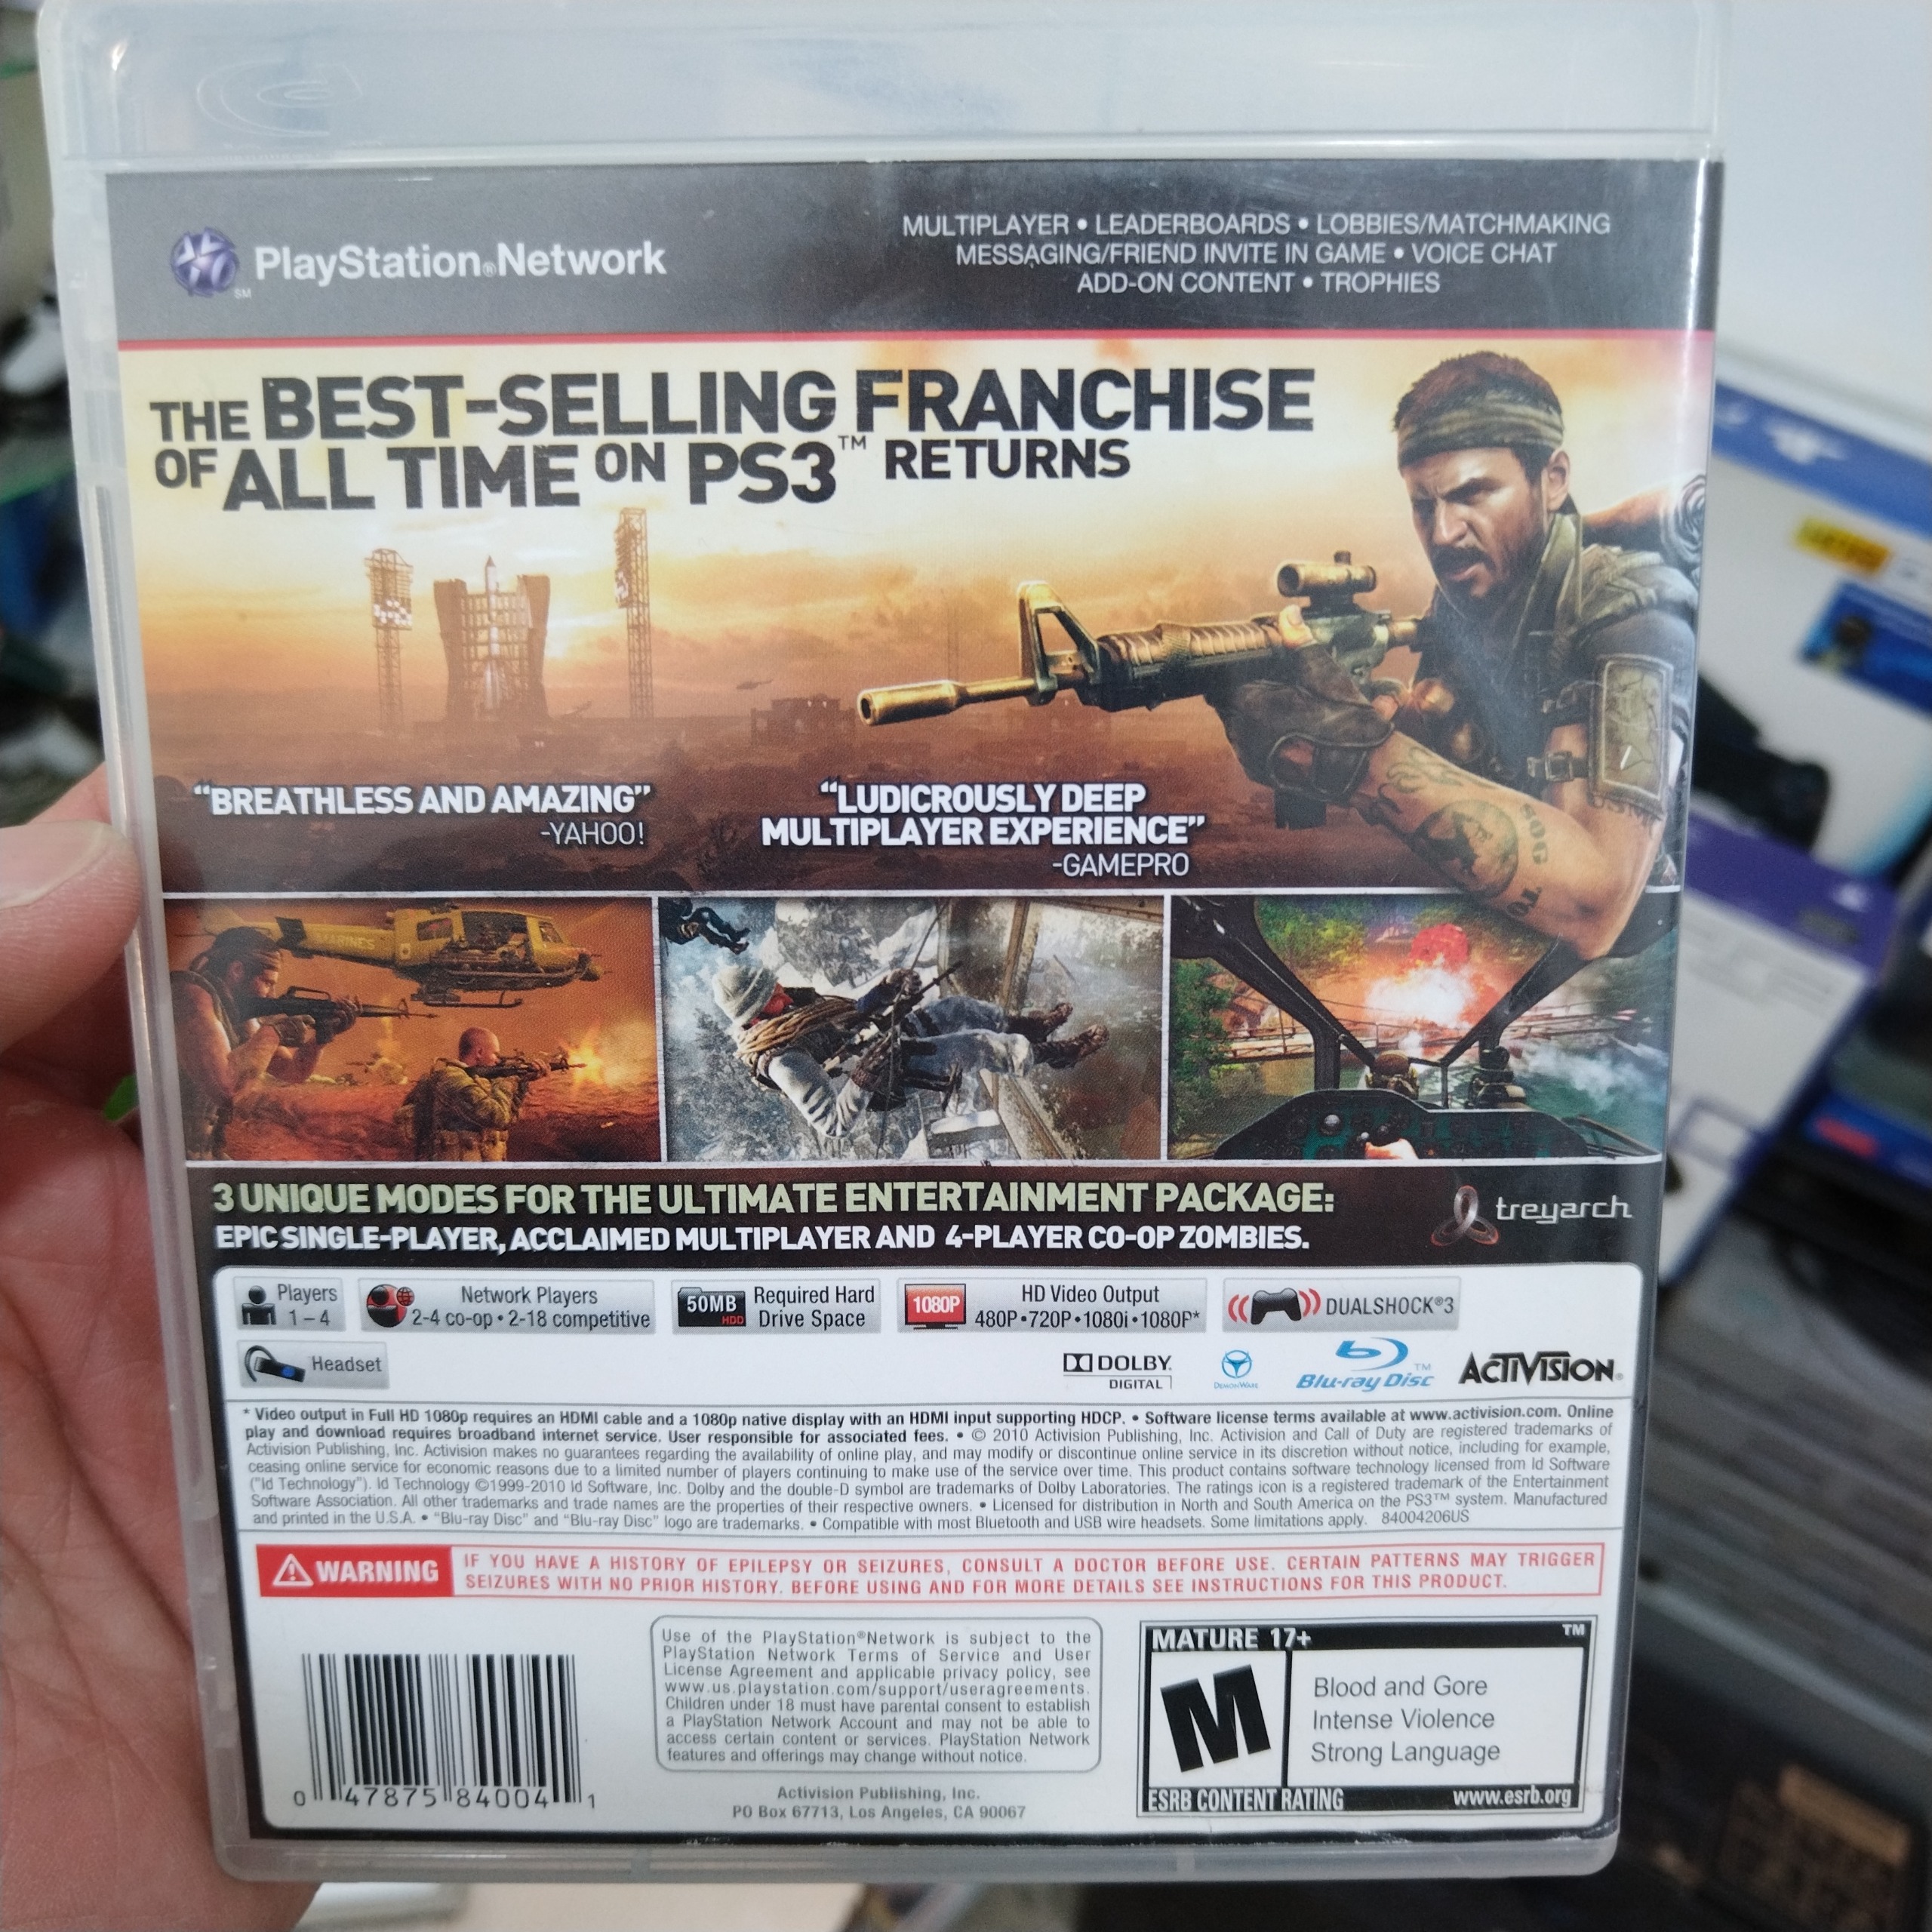 PlayStation®Network
SM
MULTIPLAYER • LEADERBOARDS • LOBBIES/MATCHMAKING
MESSAGING/FRIEND INVITE IN GAME • VOICE CHAT
ADD-ON CONTENT • TROPHIES
THE BEST-SELLING FRANCHISE
OF ALL TIME ON PS3™ RETURNS
“BREATHLESS AND AMAZING”
-YAHOO!
“LUDICROUSLY DEEP
MULTIPLAYER EXPERIENCE”
-GAMEPRO
SOG
MARINES
3 UNIQUE MODES FOR THE ULTIMATE ENTERTAINMENT PACKAGE:
EPIC SINGLE-PLAYER, ACCLAIMED MULTIPLAYER AND 4-PLAYER CO-OP ZOMBIES.
treyarch
Players
1 – 4
Network Players
2-4 co-op • 2-18 competitive
50MB
HDD
Required Hard
Drive Space
1080P
HD Video Output
480P•720P•1080i•1080P*
DUALSHOCK®3
Headset
DOLBY
DIGITAL
DEMONWARE
Blu-ray Disc™
ACTIVISION®
* Video output in Full HD 1080p requires an HDMI cable and a 1080p native display with an HDMI input supporting HDCP. • Software license terms available at www.activision.com. Online
play and download requires broadband internet service. User responsible for associated fees. • © 2010 Activision Publishing, Inc. Activision and Call of Duty are registered trademarks of
Activision Publishing, Inc. Activision makes no guarantees regarding the availability of online play, and may modify or discontinue online service in its discretion without notice, including for example,
ceasing online service for economic reasons due to a limited number of players continuing to make use of the service over time. This product contains software technology licensed from Id Software
("Id Technology"). Id Technology ©1999-2010 Id Software, Inc. Dolby and the double-D symbol are trademarks of Dolby Laboratories. The ratings icon is a registered trademark of the Entertainment
Software Association. All other trademarks and trade names are the properties of their respective owners. • Licensed for distribution in North and South America on the PS3™ system. Manufactured
and printed in the U.S.A. • “Blu-ray Disc” and “Blu-ray Disc” logo are trademarks. • Compatible with most Bluetooth and USB wire headsets. Some limitations apply. 84004206US
WARNING
IF YOU HAVE A HISTORY OF EPILEPSY OR SEIZURES, CONSULT A DOCTOR BEFORE USE. CERTAIN PATTERNS MAY TRIGGER
SEIZURES WITH NO PRIOR HISTORY. BEFORE USING AND FOR MORE DETAILS SEE INSTRUCTIONS FOR THIS PRODUCT.
0 47875 84004 1
Use of the PlayStation®Network is subject to the
PlayStation Network Terms of Service and User
License Agreement and applicable privacy policy, see
www.us.playstation.com/support/useragreements.
Children under 18 must have parental consent to establish
a PlayStation Network Account and may not be able to
access certain content or services. PlayStation Network
features and offerings may change without notice.
Activision Publishing, Inc.
PO Box 67713, Los Angeles, CA 90067
MATURE 17+ ™
M
Blood and Gore
Intense Violence
Strong Language
ESRB CONTENT RATING www.esrb.org